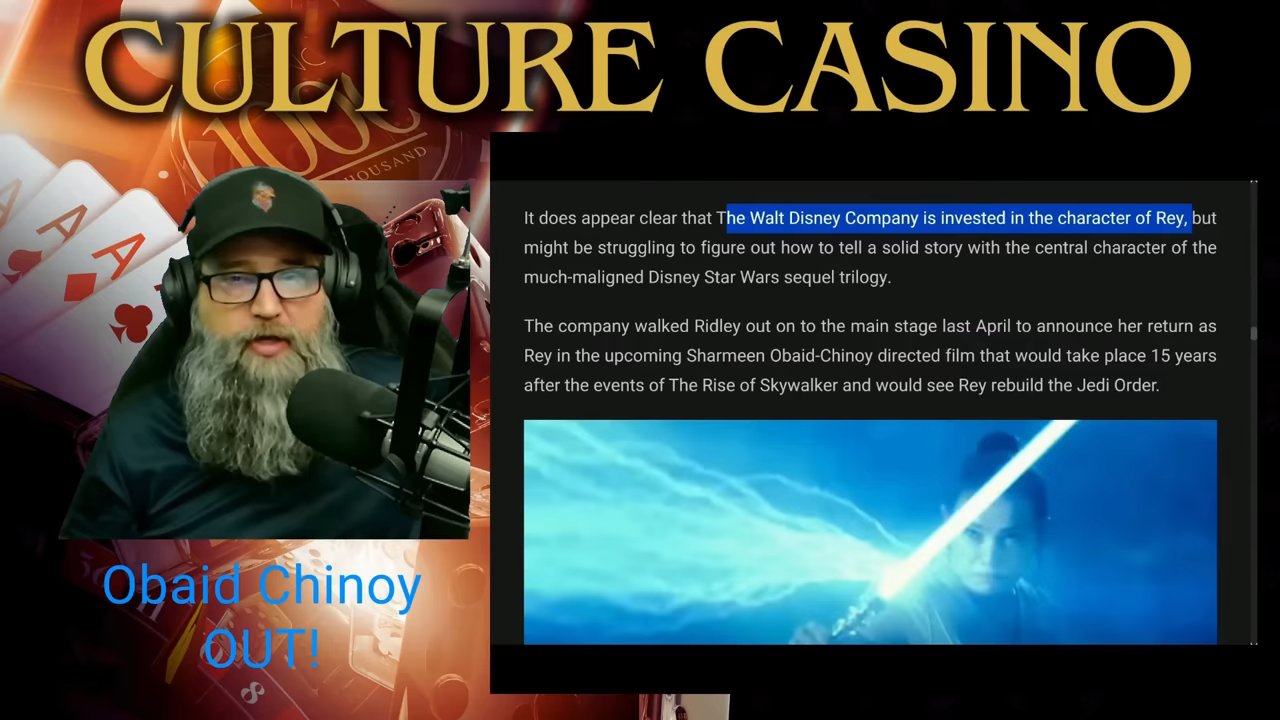 CULTURE CASINO
1000
HOUSAND
A
A
A
It does appear clear that The Walt Disney Company is invested in the character of Rey, but
might be struggling to figure out how to tell a solid story with the central character of the
much-maligned Disney Star Wars sequel trilogy.
The company walked Ridley out on to the main stage last April to announce her return as
Rey in the upcoming Sharmeen Obaid-Chinoy directed film that would take place 15 years
after the events of The Rise of Skywalker and would see Rey rebuild the Jedi Order.
Obaid Chinoy
OUT!
8